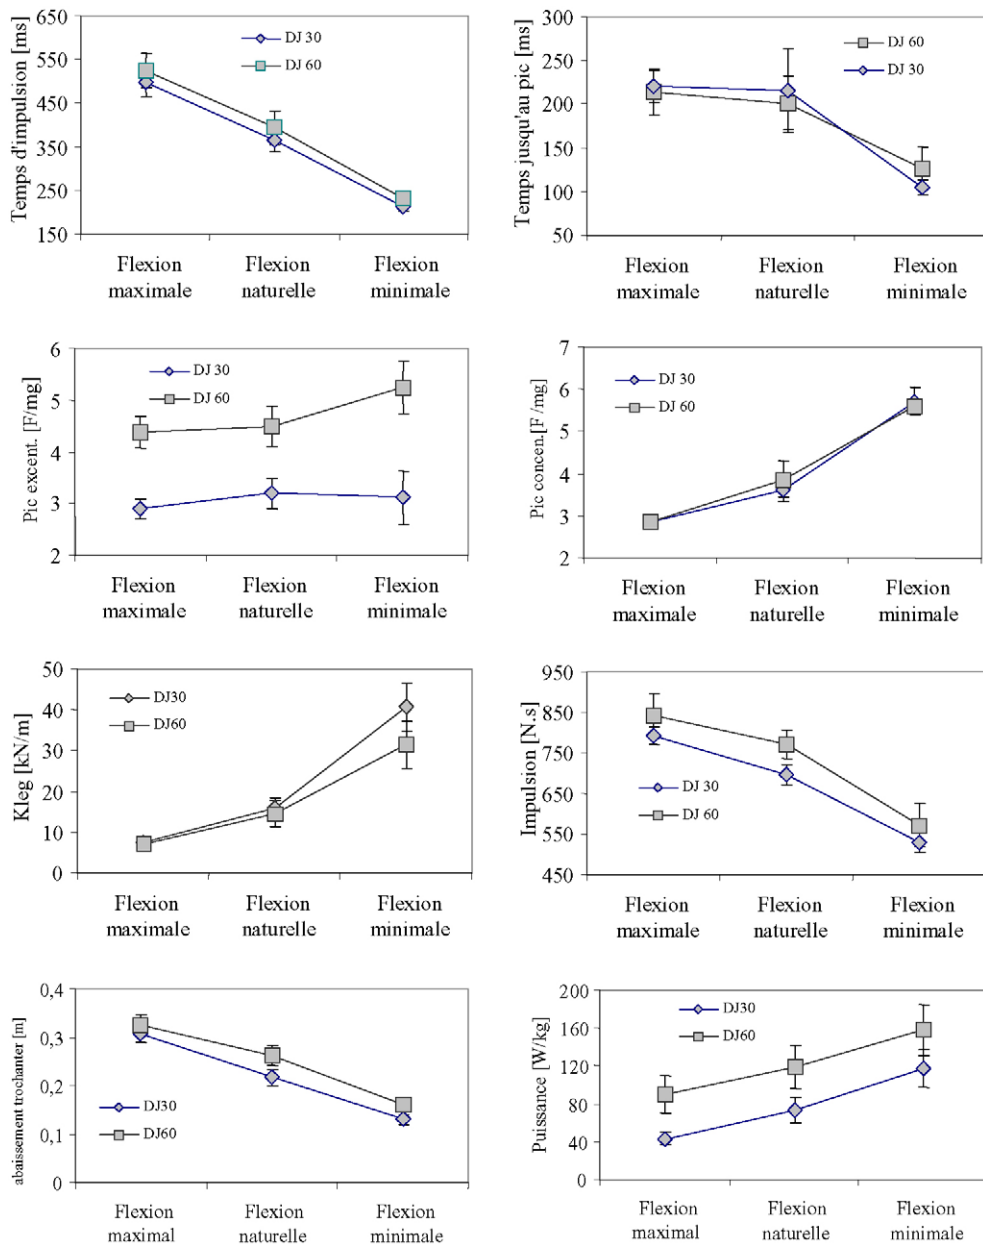 Temps d'impulsion [ms]
650
550
450
350
250
150
DJ 30
DJ 60
Flexion
maximale
Flexion
naturelle
Flexion
minimale
Temps jusqu'au pic [ms]
300
250
200
150
100
50
DJ 60
DJ 30
Flexion
maximale
Flexion
naturelle
Flexion
minimale
Pic excent. [F/mg]
6
5
4
3
2
DJ 30
DJ 60
Flexion
maximale
Flexion
naturelle
Flexion
minimale
Pic concen.[F /mg]
7
6
5
4
3
2
DJ 30
DJ 60
Flexion
maximale
Flexion
naturelle
Flexion
minimale
Kleg [kN/m]
50
40
30
20
10
0
DJ30
DJ60
Flexion
maximale
Flexion
naturelle
Flexion
minimale
Impulsion [N.s]
950
850
750
650
550
450
DJ 30
DJ 60
Flexion
maximale
Flexion
naturelle
Flexion
minimale
abaissement trochanter [m]
0,4
0,3
0,2
0,1
0
DJ30
DJ60
Flexion
maximal
Flexion
naturelle
Flexion
minimale
Puissance [W/kg]
200
160
120
80
40
0
DJ30
DJ60
Flexion
maximal
Flexion
naturelle
Flexion
minimale